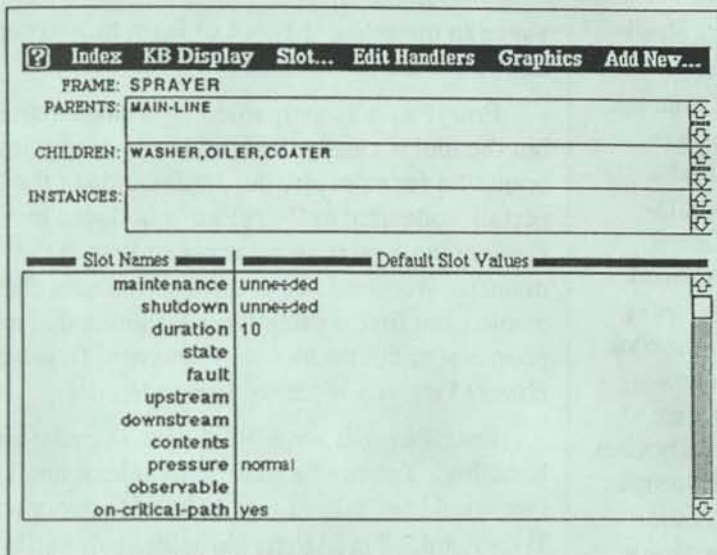 ? Index KB Display Slot... Edit Handlers Graphics Add New...
FRAME: SPRAYER
PARENTS: MAIN-LINE
CHILDREN: WASHER,OILER,COATER
INSTANCES:
Slot Names Default Slot Values
maintenance unneeded
shutdown unneeded
duration 10
state
fault
upstream
downstream
contents
pressure normal
observable
on-critical-path yes